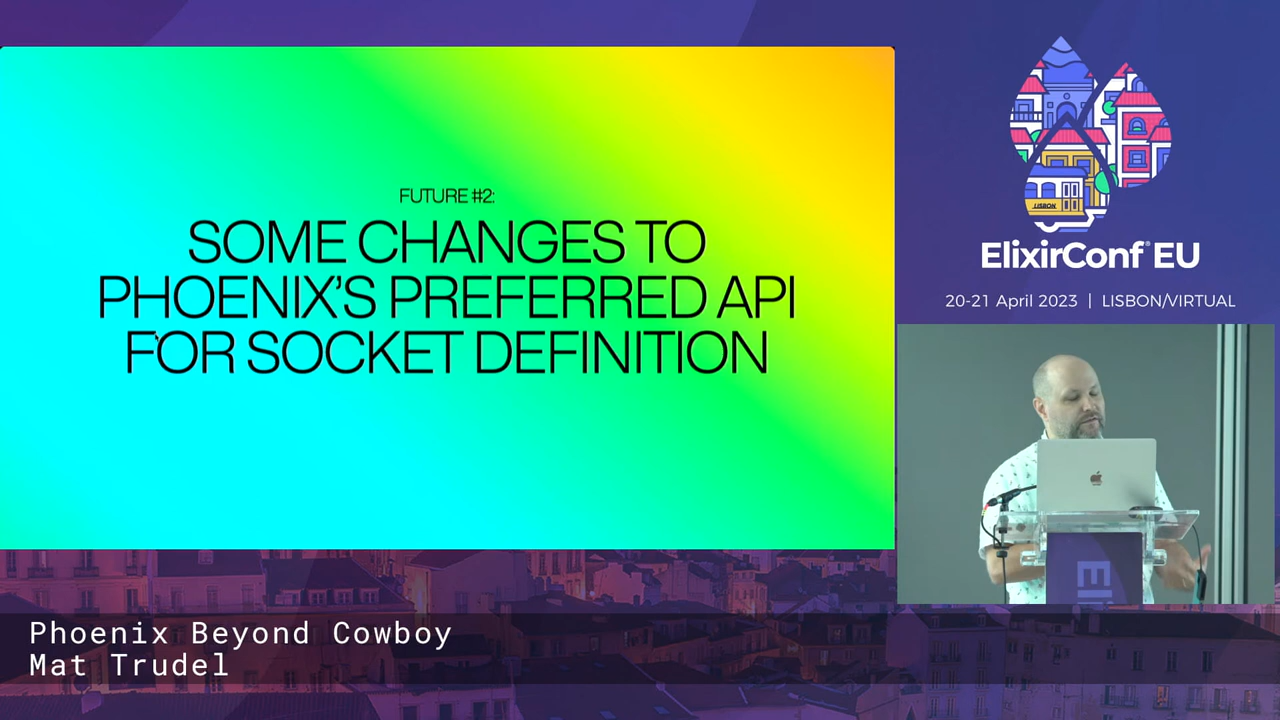 FUTURE #2:
SOME CHANGES TO
PHOENIX'S PREFERRED API
FOR SOCKET DEFINITION
LISBON
ElixirConf® EU
20-21 April 2023 | LISBON/VIRTUAL
Phoenix Beyond Cowboy
Mat Trudel